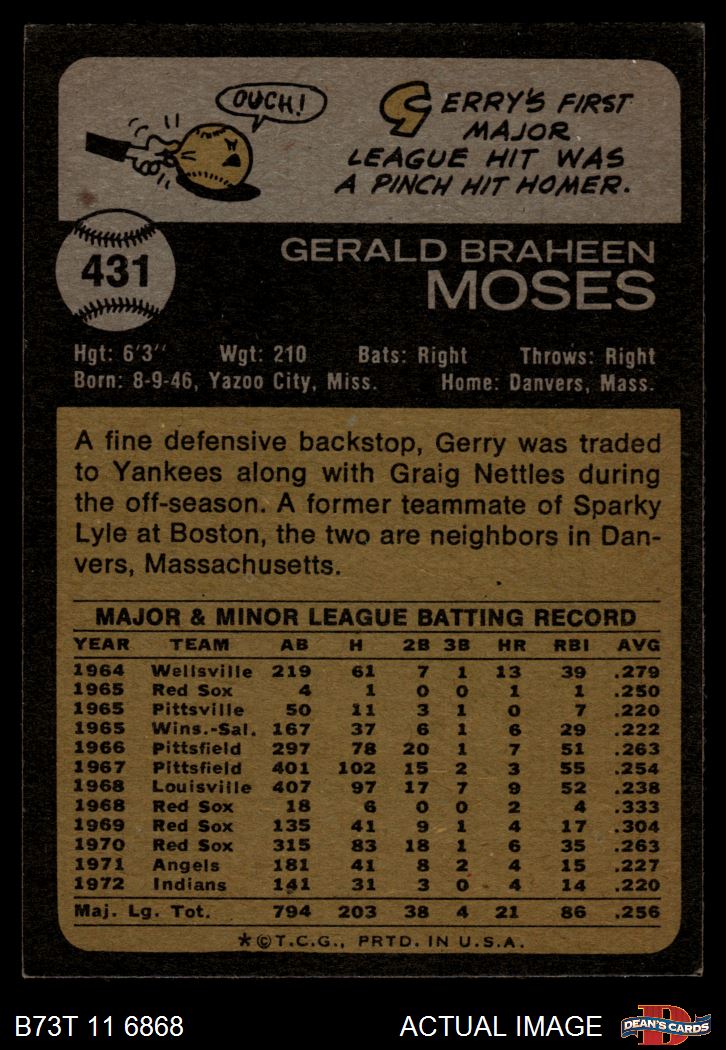 OUCH!
GERRY'S FIRST
MAJOR
LEAGUE HIT WAS
A PINCH HIT HOMER.
431
GERALD BRAHEEN
MOSES
Hgt: 6'3" Wgt: 210 Bats: Right Throws: Right
Born: 8-9-46, Yazoo City, Miss. Home: Danvers, Mass.
A fine defensive backstop, Gerry was traded
to Yankees along with Graig Nettles during
the off-season. A former teammate of Sparky
Lyle at Boston, the two are neighbors in Dan-
vers, Massachusetts.
MAJOR & MINOR LEAGUE BATTING RECORD
YEAR TEAM AB H 2B 3B HR RBI AVG
1964 Wellsville 219 61 7 1 13 39 .279
1965 Red Sox 4 1 0 0 1 1 .250
1965 Pittsville 50 11 3 1 0 7 .220
1965 Wins.-Sal. 167 37 6 1 6 29 .222
1966 Pittsfield 297 78 20 1 7 51 .263
1967 Pittsfield 401 102 15 2 3 55 .254
1968 Louisville 407 97 17 7 9 52 .238
1968 Red Sox 18 6 0 0 2 4 .333
1969 Red Sox 135 41 9 1 4 17 .304
1970 Red Sox 315 83 18 1 6 35 .263
1971 Angels 181 41 8 2 4 15 .227
1972 Indians 141 31 3 0 4 14 .220
Maj. Lg. Tot. 794 203 38 4 21 86 .256
*©T.C.G., PRTD. IN U.S.A.
B73T 11 6868 ACTUAL IMAGE
D
DEAN'S CARDS